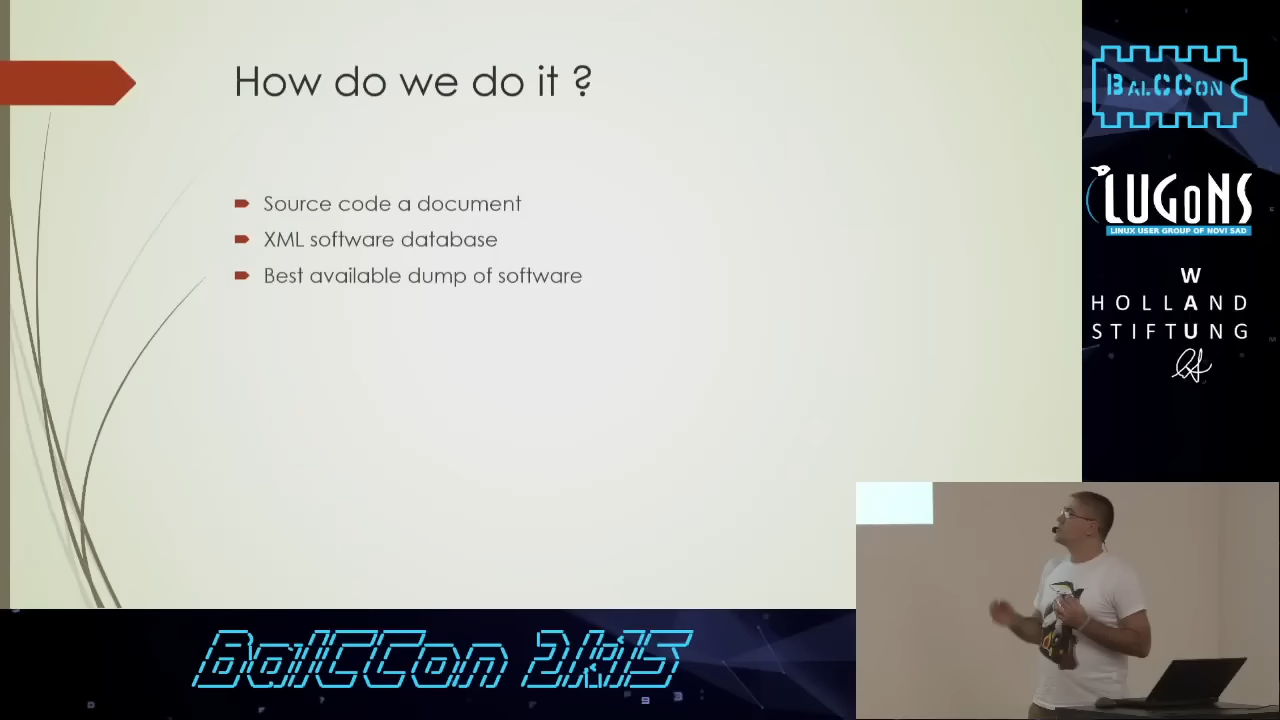 How do we do it ?
Source code a document
XML software database
Best available dump of software
BALCCON
LUGoNS
LINUX USER GROUP OF NOVI SAD
W
HOLLAND
A
STIFTUNG
BalCCon 2k15